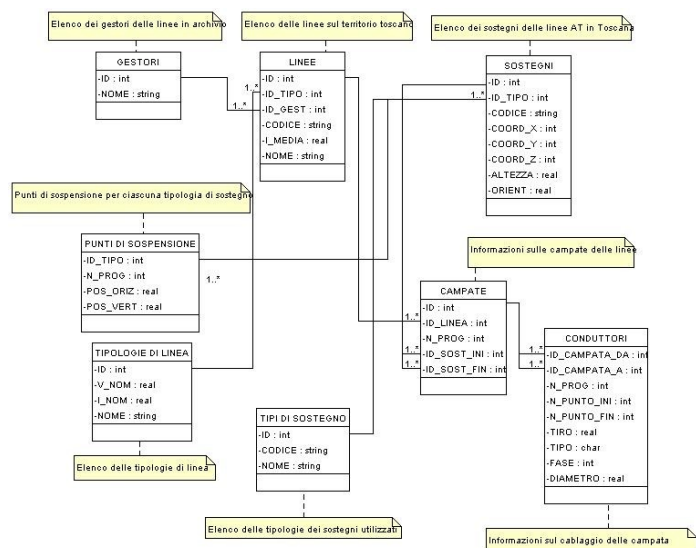 Elenco dei gestori delle linee in archivio
Elenco delle linee sul territorio toscano
Elenco dei sostegni delle linee AT in Toscana
GESTORI
-ID : int
-NOME : string
LINEE
-ID : int
-ID_TIPO : int
-ID_GEST : int
-CODICE : string
-I_MEDIA : real
-NOME : string
1..*
1..*
SOSTEGNI
-ID : int
-ID_TIPO : int
-CODICE : string
-COORD_X : int
-COORD_Y : int
-COORD_Z : int
-ALTEZZA : real
-ORIENT : real
1..*
Punti di sospensione per ciascuna tipologia di sostegno
PUNTI DI SOSPENSIONE
-ID_TIPO : int
-N_PROG : int
-POS_ORIZ : real
-POS_VERT : real
1..*
Informazioni sulle campate delle linee
CAMPATE
-ID : int
-ID_LINEA : int
-N_PROG : int
-ID_SOST_INI : int
-ID_SOST_FIN : int
1..*
1..*
1..*
TIPOLOGIE DI LINEA
-ID : int
-V_NOM : real
-I_NOM : real
-NOME : string
Elenco delle tipologie di linea
CONDUTTORI
-ID_CAMPATA_DA : int
-ID_CAMPATA_A : int
-N_PROG : int
-N_PUNTO_INI : int
-N_PUNTO_FIN : int
-TIRO : real
-TIPO : char
-FASE : int
-DIAMETRO : real
1..*
1..*
TIPI DI SOSTEGNO
-ID : int
-CODICE : string
-NOME : string
Elenco delle tipologie dei sostegni utilizzati
Informazioni sul cablaggio delle campata